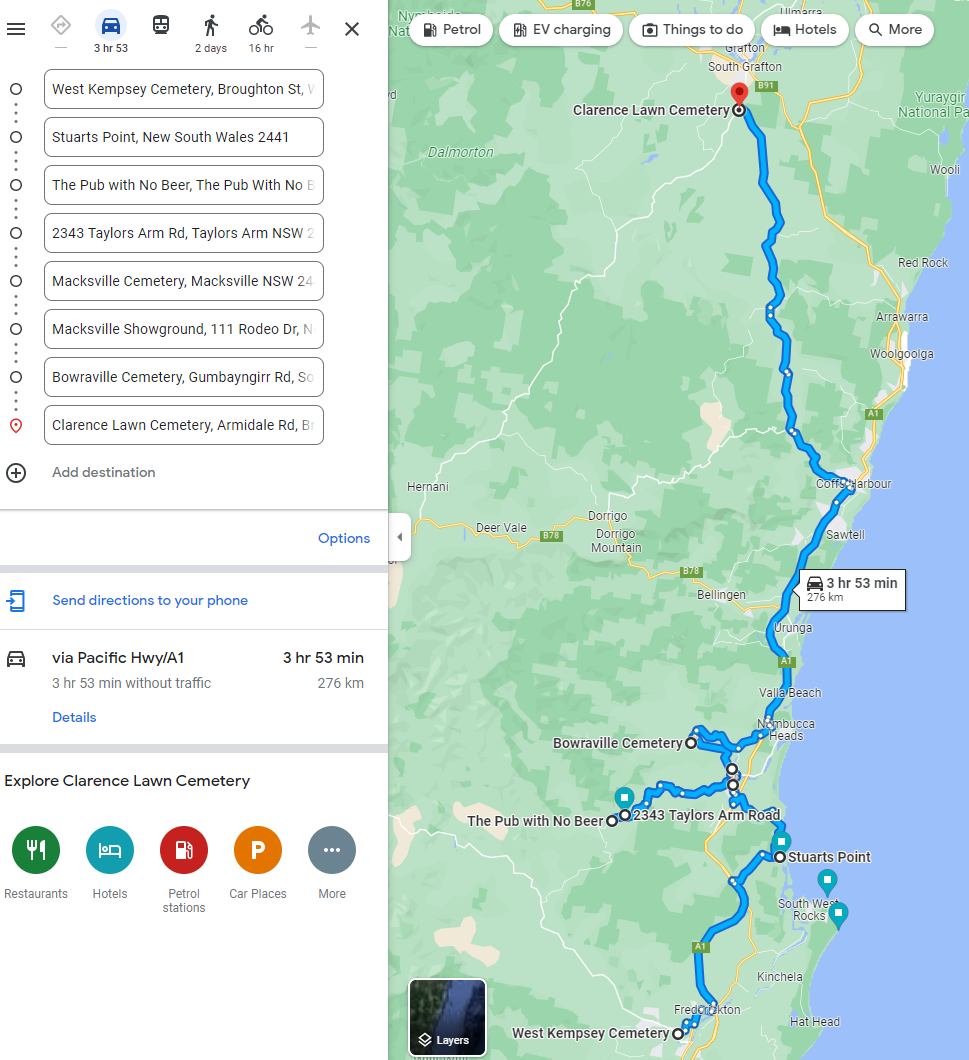 3 hr 53
2 days
16 hr
West Kempsey Cemetery, Broughton St, W
Stuarts Point, New South Wales 2441
The Pub with No Beer, The Pub With No B
2343 Taylors Arm Rd, Taylors Arm NSW 2
Macksville Cemetery, Macksville NSW 24
Macksville Showground, 111 Rodeo Dr, N
Bowraville Cemetery, Gumbayngirr Rd, So
Clarence Lawn Cemetery, Armidale Rd, B
Add destination
Options
Send directions to your phone
via Pacific Hwy/A1
3 hr 53 min
3 hr 53 min without traffic
276 km
Details
Explore Clarence Lawn Cemetery
Restaurants
Hotels
Petrol
stations
P
Car Places
More
Petrol
EV charging
Things to do
Hotels
More
B76
Ulmarra
Grafton
South Grafton
B91
Clarence Lawn Cemetery
Yuraygir
National Pa
Dalmorton
Wooli
Red Rock
Arrawarra
Woolgoolga
A1
Coffs Harbour
Hernani
Deer Vale
B78
Dorrigo
Dorrigo
Mountain
Sawtell
B78
Bellingen
3 hr 53 min
276 km
Urunga
A1
Valla Beach
Nambucca
Heads
Bowraville Cemetery
The Pub with No Beer
2343 Taylors Arm Road
Stuarts Point
South West
Rocks
A1
Kinchela
Frederickton
Hat Head
West Kempsey Cemetery
Layers